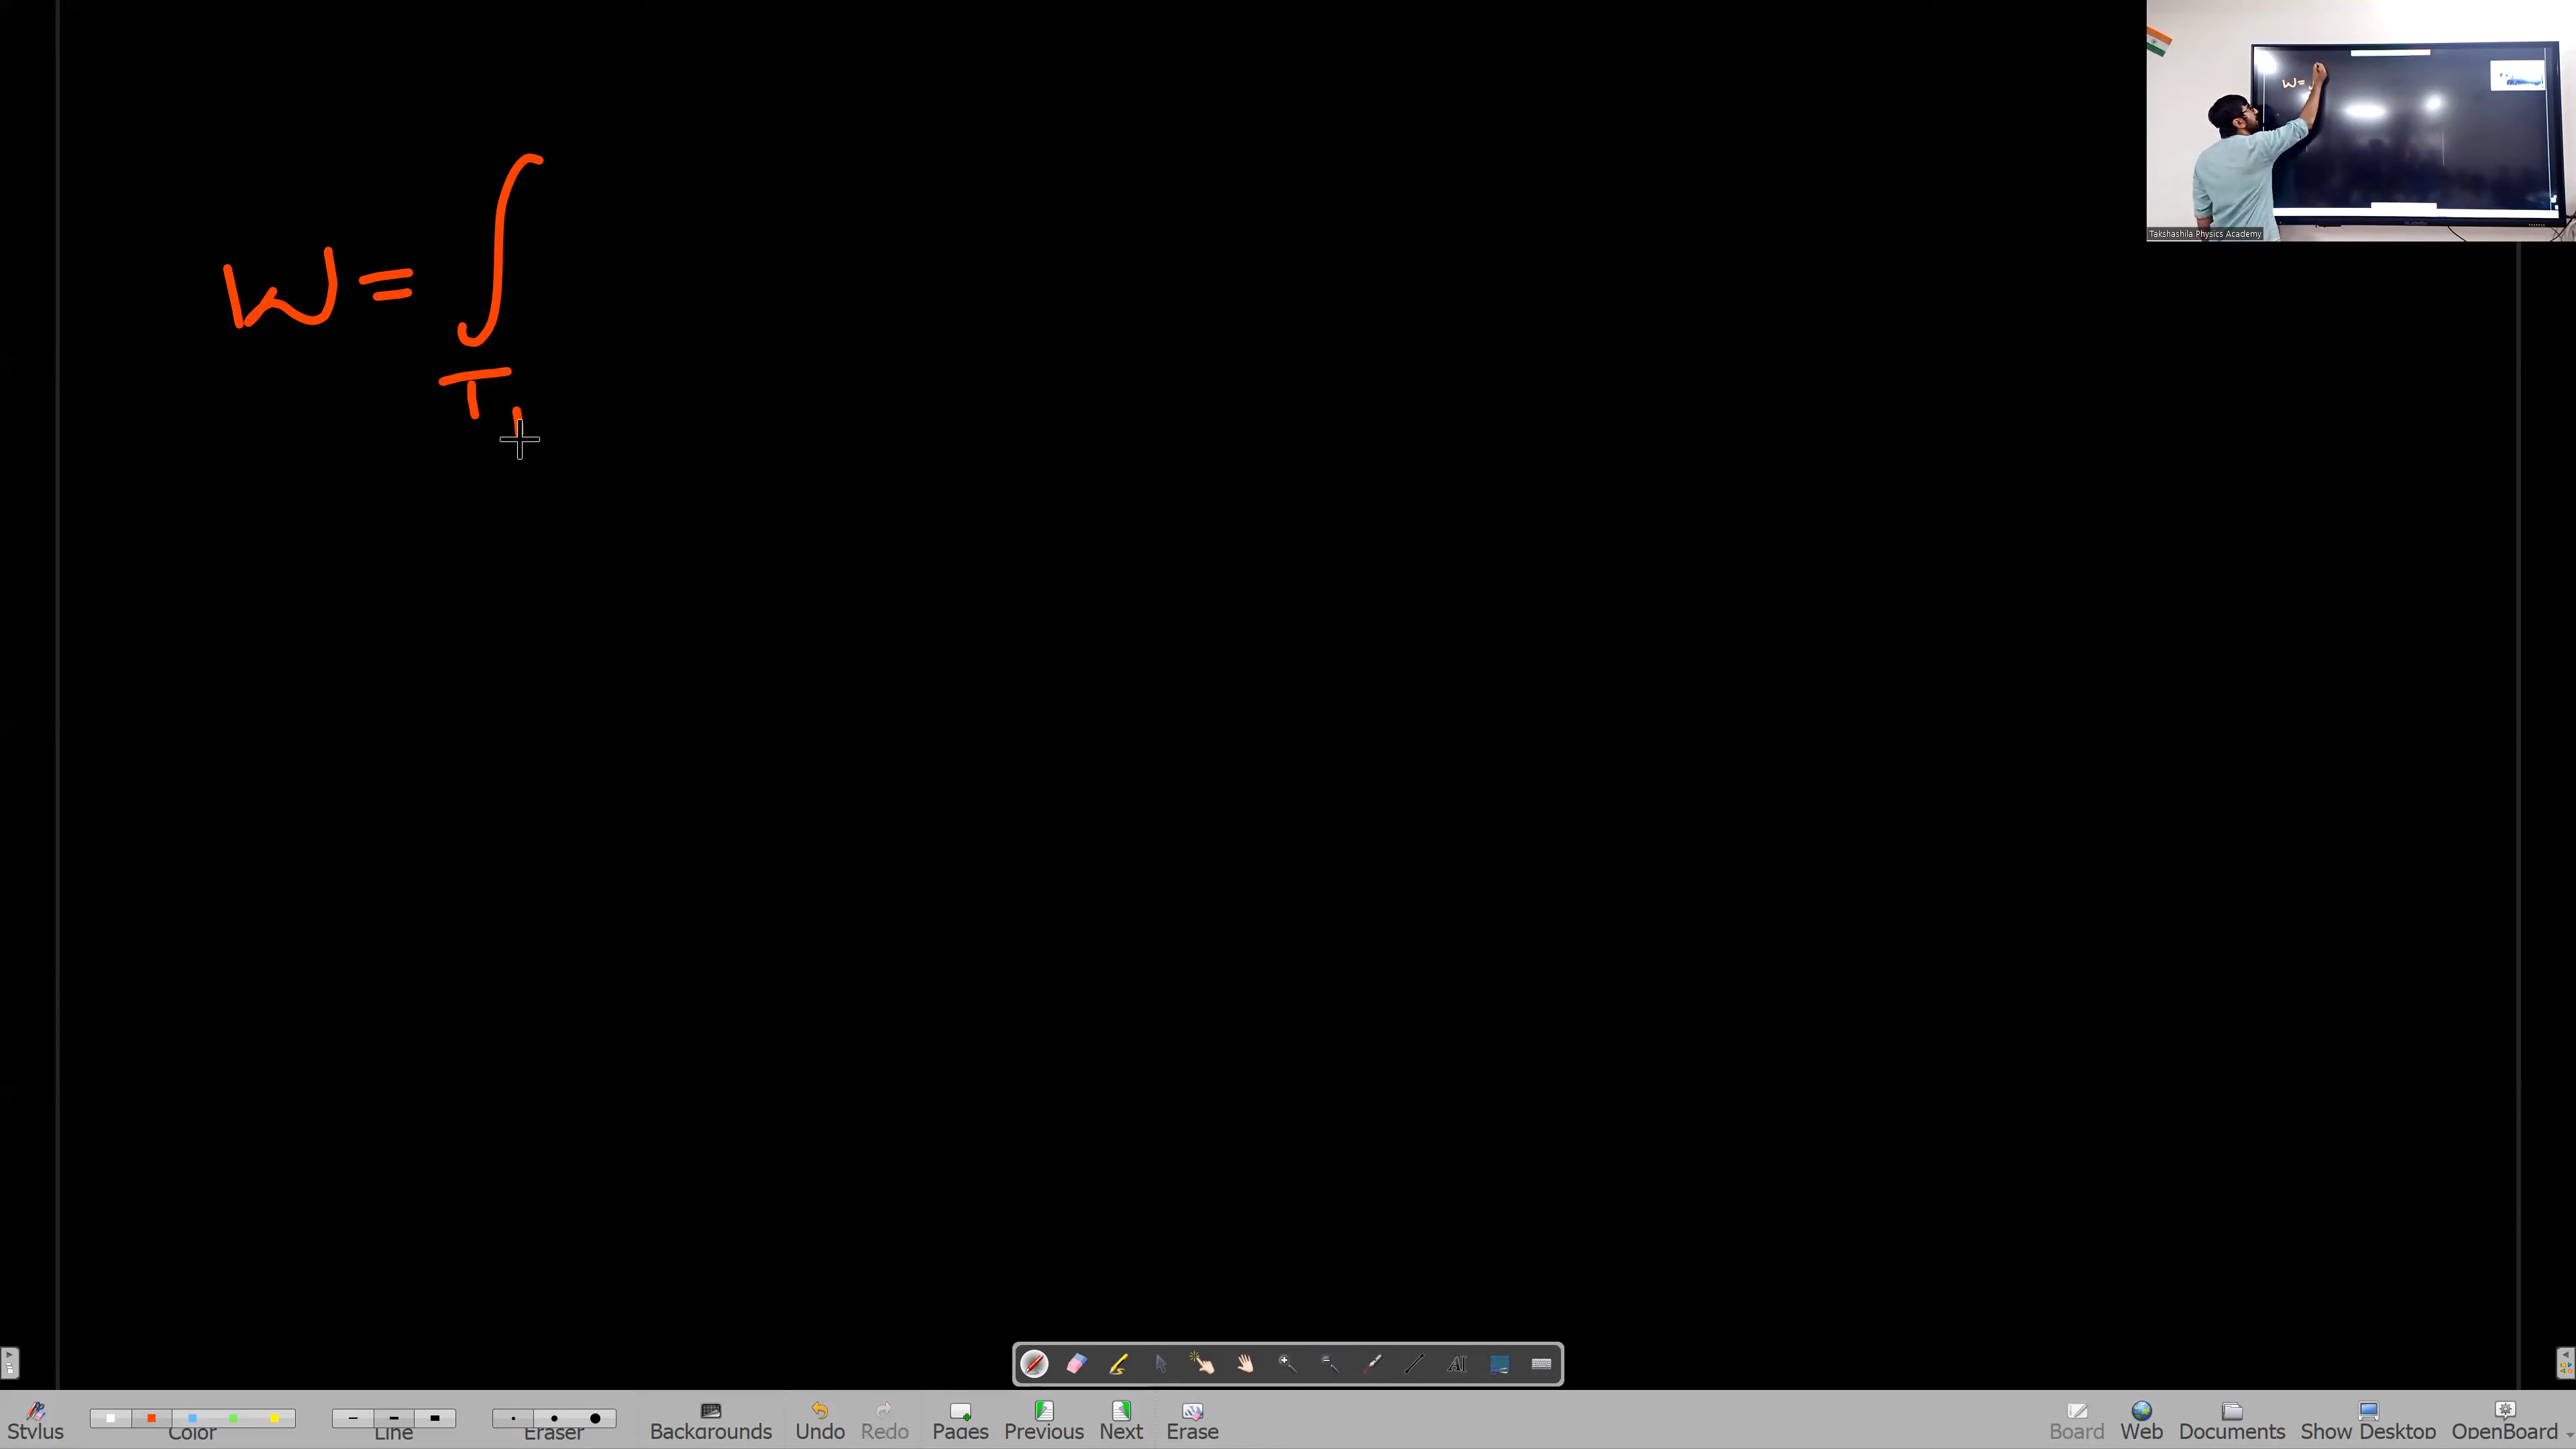 W = ∫
T₁
W=
Takshashila Physics Academy
Stylus Color Line Eraser Backgrounds Undo Redo Pages Previous Next Erase Board Web Documents Show Desktop OpenBoard